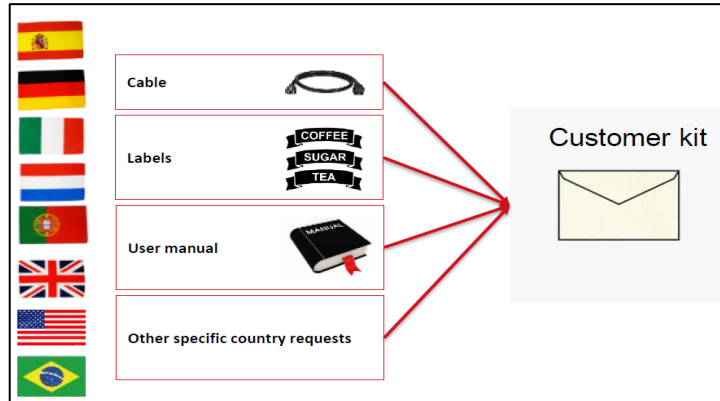 Cable
Labels
COFFEE
SUGAR
TEA
User manual
MANUAL
Other specific country requests
Customer kit